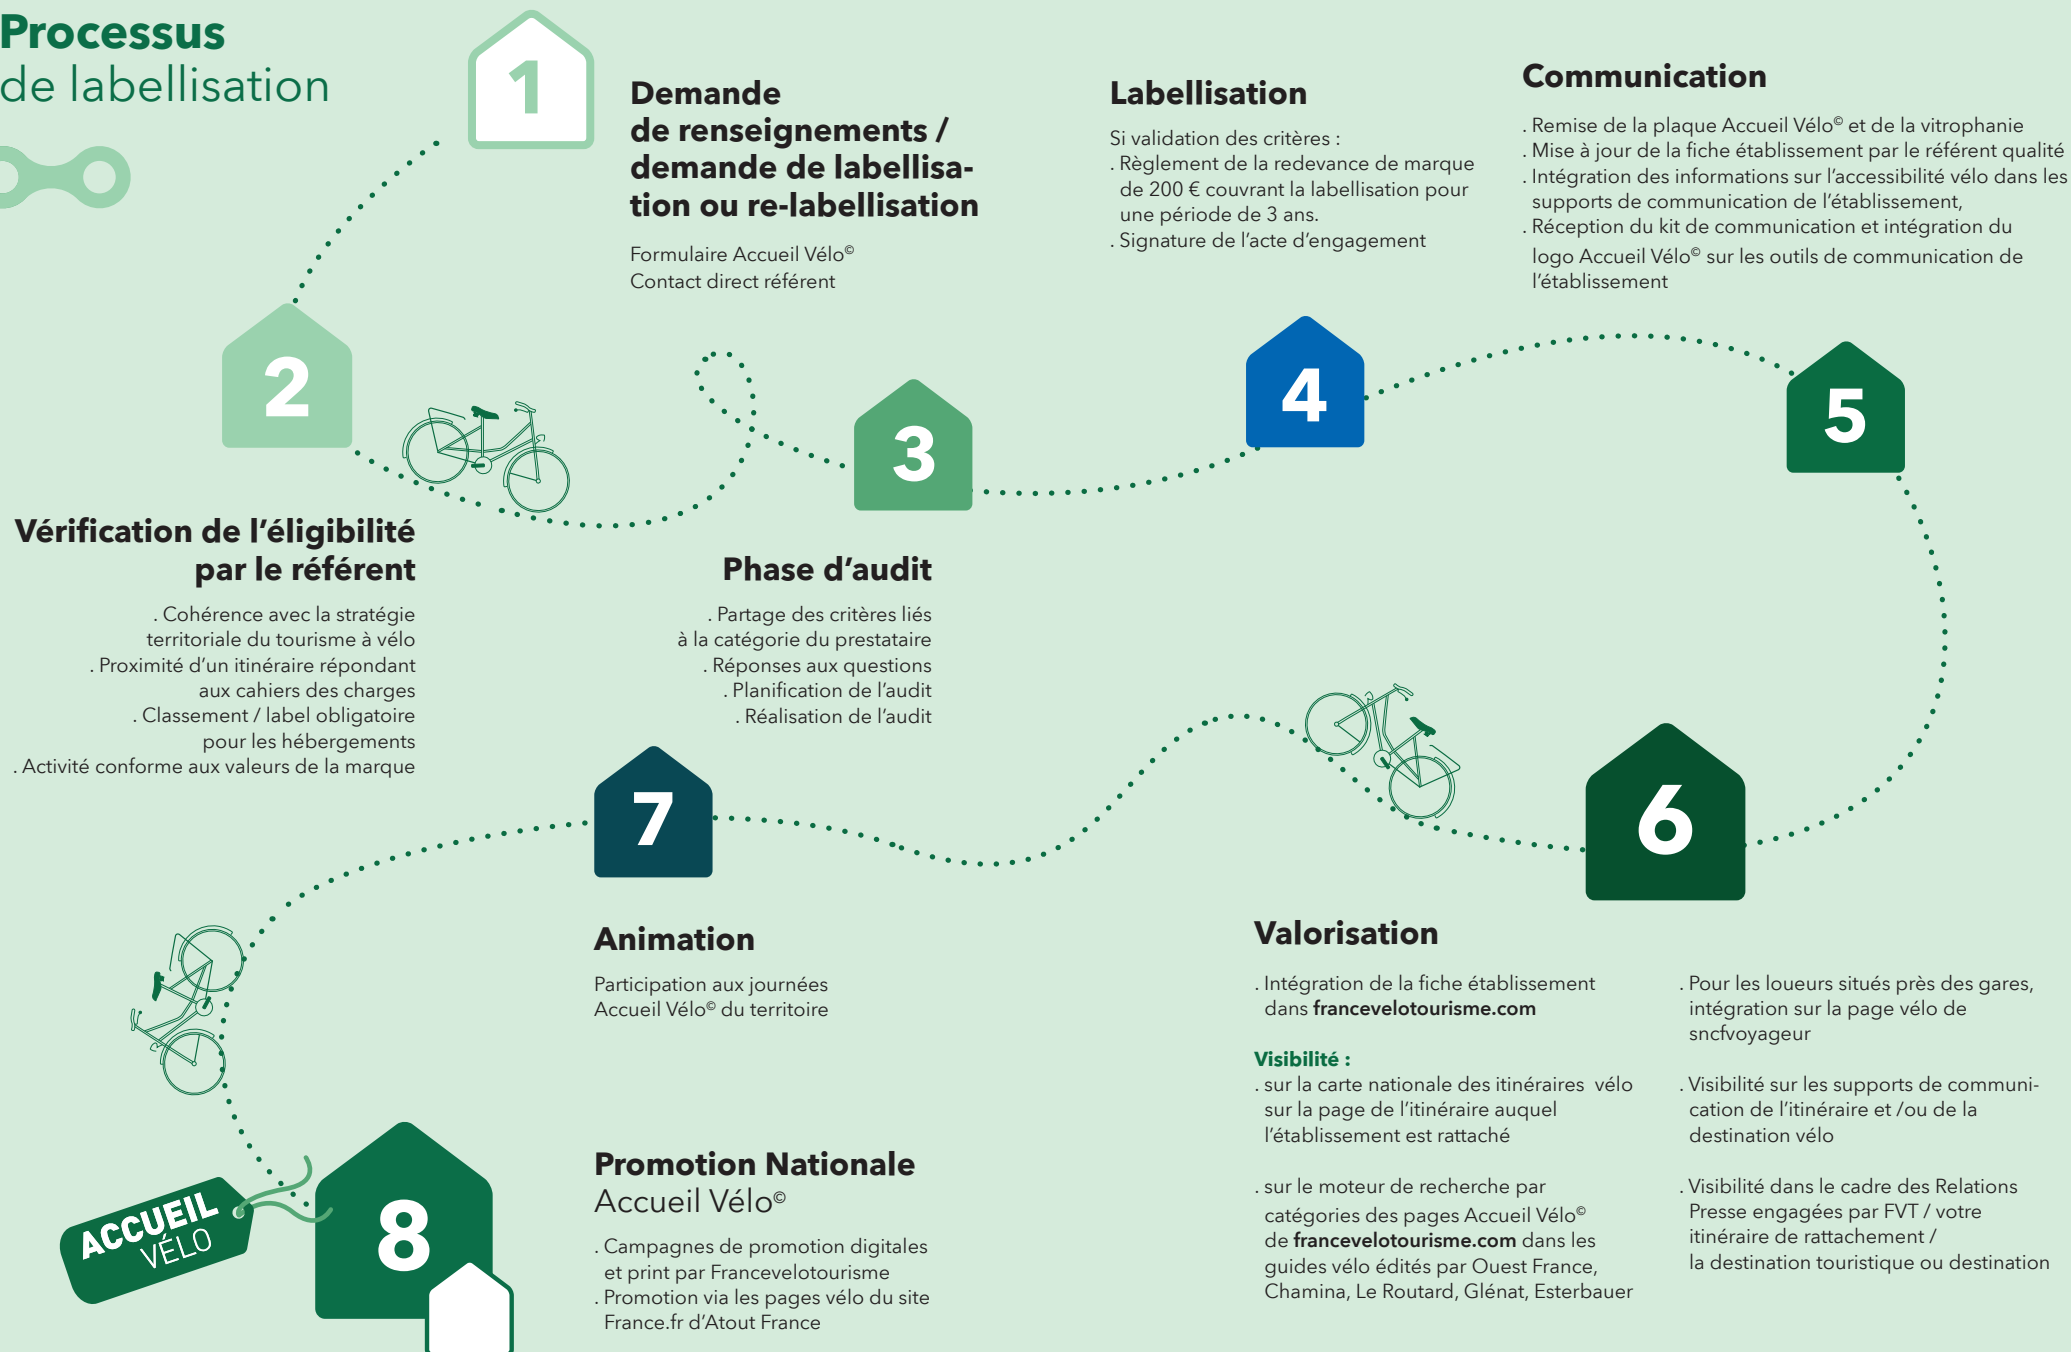 Processus
de labellisation
1
Demande
de renseignements /
demande de labellisa-
tion ou re-labellisation
Formulaire Accueil Vélo©
Contact direct référent
2
Vérification de l’éligibilité
par le référent
. Cohérence avec la stratégie
territoriale du tourisme à vélo
. Proximité d’un itinéraire répondant
aux cahiers des charges
. Classement / label obligatoire
pour les hébergements
. Activité conforme aux valeurs de la marque
3
Phase d’audit
. Partage des critères liés
à la catégorie du prestataire
. Réponses aux questions
. Planification de l’audit
. Réalisation de l’audit
Labellisation
Si validation des critères :
. Règlement de la redevance de marque
de 200 € couvrant la labellisation pour
une période de 3 ans.
. Signature de l’acte d’engagement
4
Communication
. Remise de la plaque Accueil Vélo© et de la vitrophanie
. Mise à jour de la fiche établissement par le référent qualité
. Intégration des informations sur l’accessibilité vélo dans les
supports de communication de l’établissement,
. Réception du kit de communication et intégration du
logo Accueil Vélo© sur les outils de communication de
l’établissement
5
6
Valorisation
. Intégration de la fiche établissement
dans francevelotourisme.com
Visibilité :
. sur la carte nationale des itinéraires  vélo
sur la page de l’itinéraire auquel
l’établissement est rattaché
. sur le moteur de recherche par
catégories des pages Accueil Vélo©
de francevelotourisme.com dans les
guides vélo édités par Ouest France,
Chamina, Le Routard, Glénat, Esterbauer
. Pour les loueurs situés près des gares,
intégration sur la page vélo de
sncfvoyageur
. Visibilité sur les supports de communi-
cation de l’itinéraire et /ou de la
destination vélo
. Visibilité dans le cadre des Relations
Presse engagées par FVT / votre
itinéraire de rattachement /
la destination touristique ou destination
7
Animation
Participation aux journées
Accueil Vélo© du territoire
8
ACCUEIL
VÉLO
Promotion Nationale
Accueil Vélo©
. Campagnes de promotion digitales
et print par Francevelotourisme
. Promotion via les pages vélo du site
France.fr d’Atout France